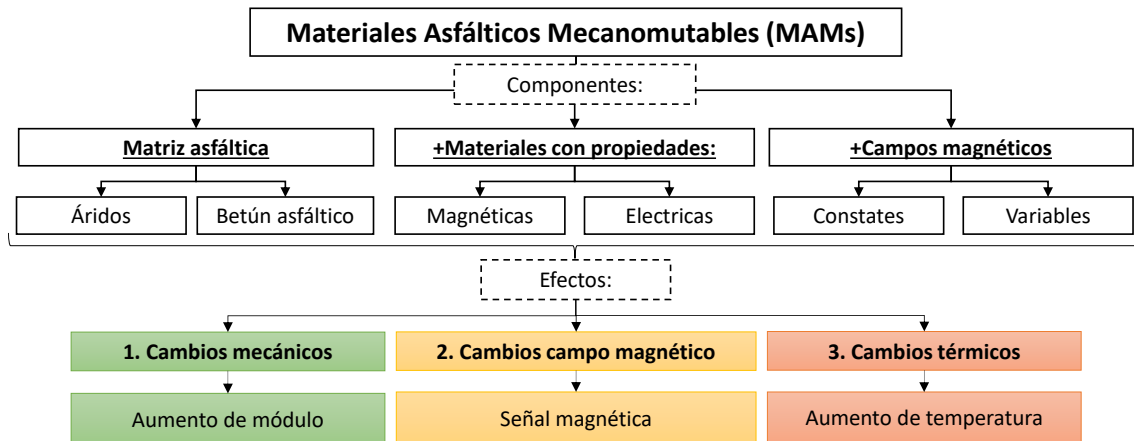 Materiales Asfálticos Mecanomutables (MAMs)
Componentes:
Matriz asfáltica
+Materiales con propiedades:
+Campos magnéticos
Áridos
Betún asfáltico
Magnéticas
Electricas
Constates
Variables
Efectos:
1. Cambios mecánicos
2. Cambios campo magnético
3. Cambios térmicos
Aumento de módulo
Señal magnética
Aumento de temperatura